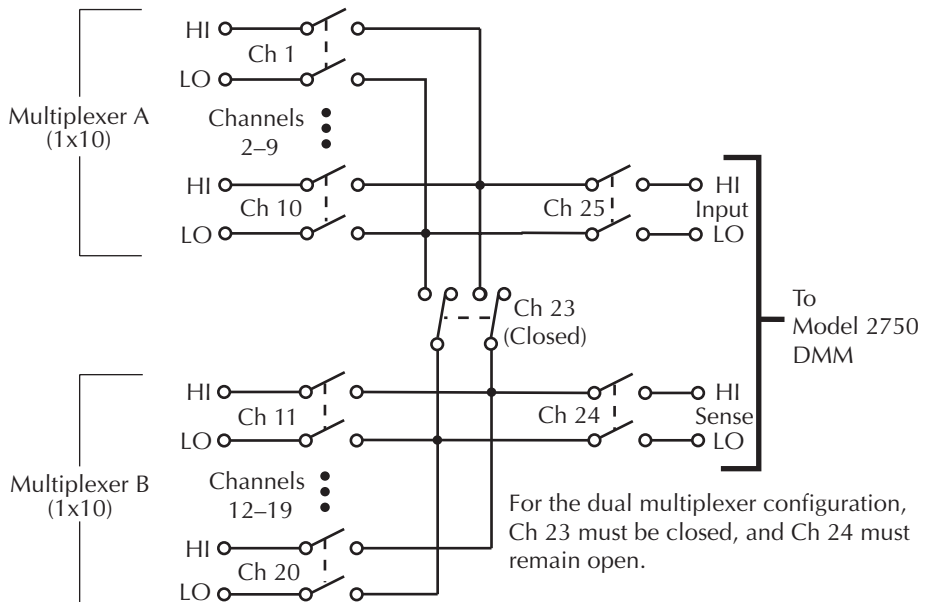 HI
Ch 1
LO
Multiplexer A
(1x10)
Channels
2–9
HI
Ch 10
LO
Ch 25
HI
Input
LO
Ch 23
(Closed)
To
Model 2750
DMM
HI
Ch 11
LO
Ch 24
HI
Sense
LO
Multiplexer B
(1x10)
Channels
12–19
HI
Ch 20
LO
For the dual multiplexer configuration,
Ch 23 must be closed, and Ch 24 must
remain open.